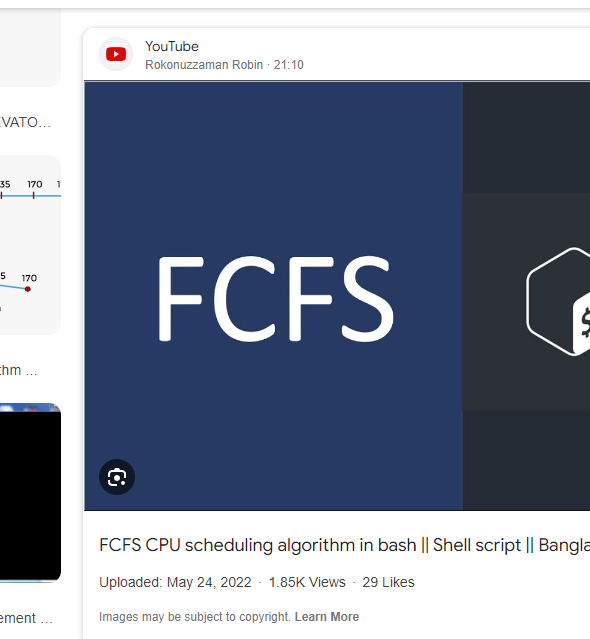 YouTube
Rokonuzzaman Robin · 21:10
VATO...
35 170 1
5 170
thm ...
ement ...
FCFS
$
FCFS CPU scheduling algorithm in bash || Shell script || Bangla
Uploaded: May 24, 2022 · 1.85K Views · 29 Likes
Images may be subject to copyright. Learn More